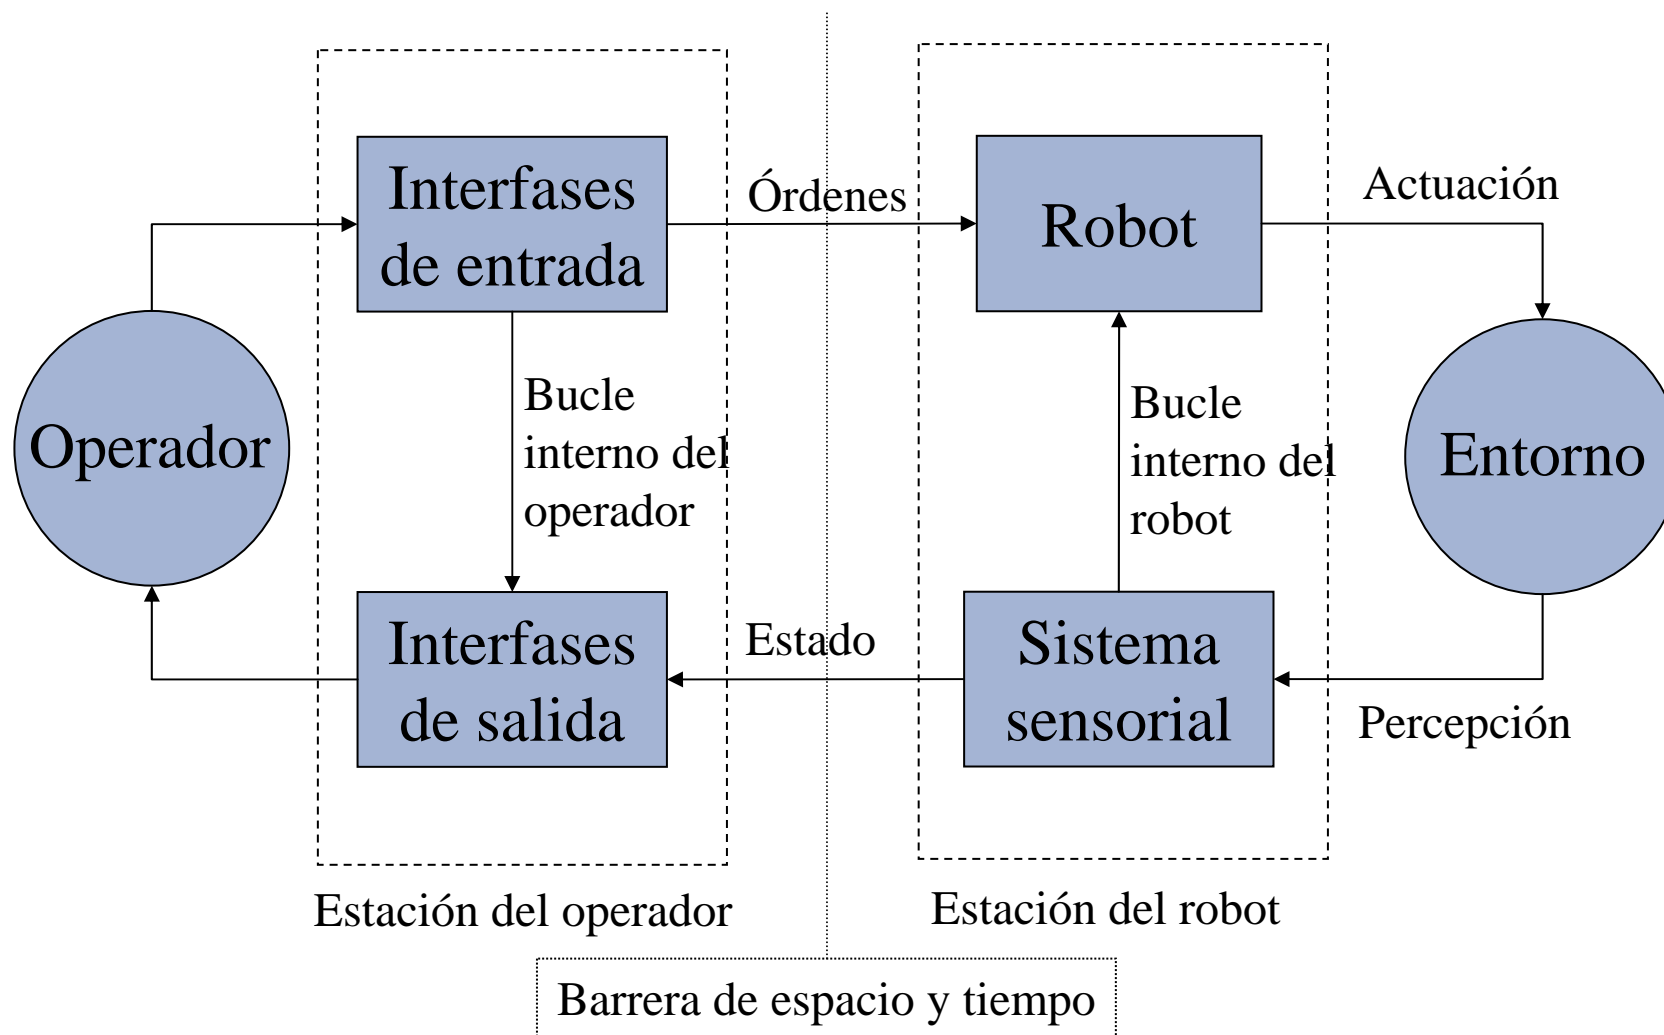 Interfases
de entrada
Órdenes
Robot
Actuación
Operador
Bucle
interno del
operador
Bucle
interno del
robot
Entorno
Interfases
de salida
Estado
Sistema
sensorial
Percepción
Estación del operador
Estación del robot
Barrera de espacio y tiempo